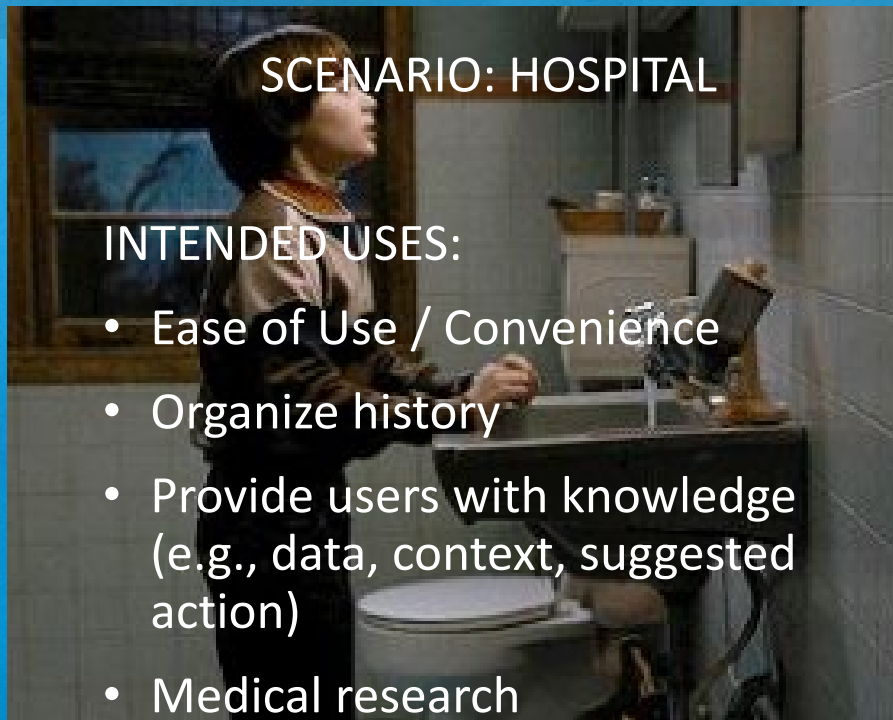 SCENARIO: HOSPITAL
INTENDED USES:
• Ease of Use / Convenience
• Organize history
• Provide users with knowledge
(e.g., data, context, suggested
action)
• Medical research